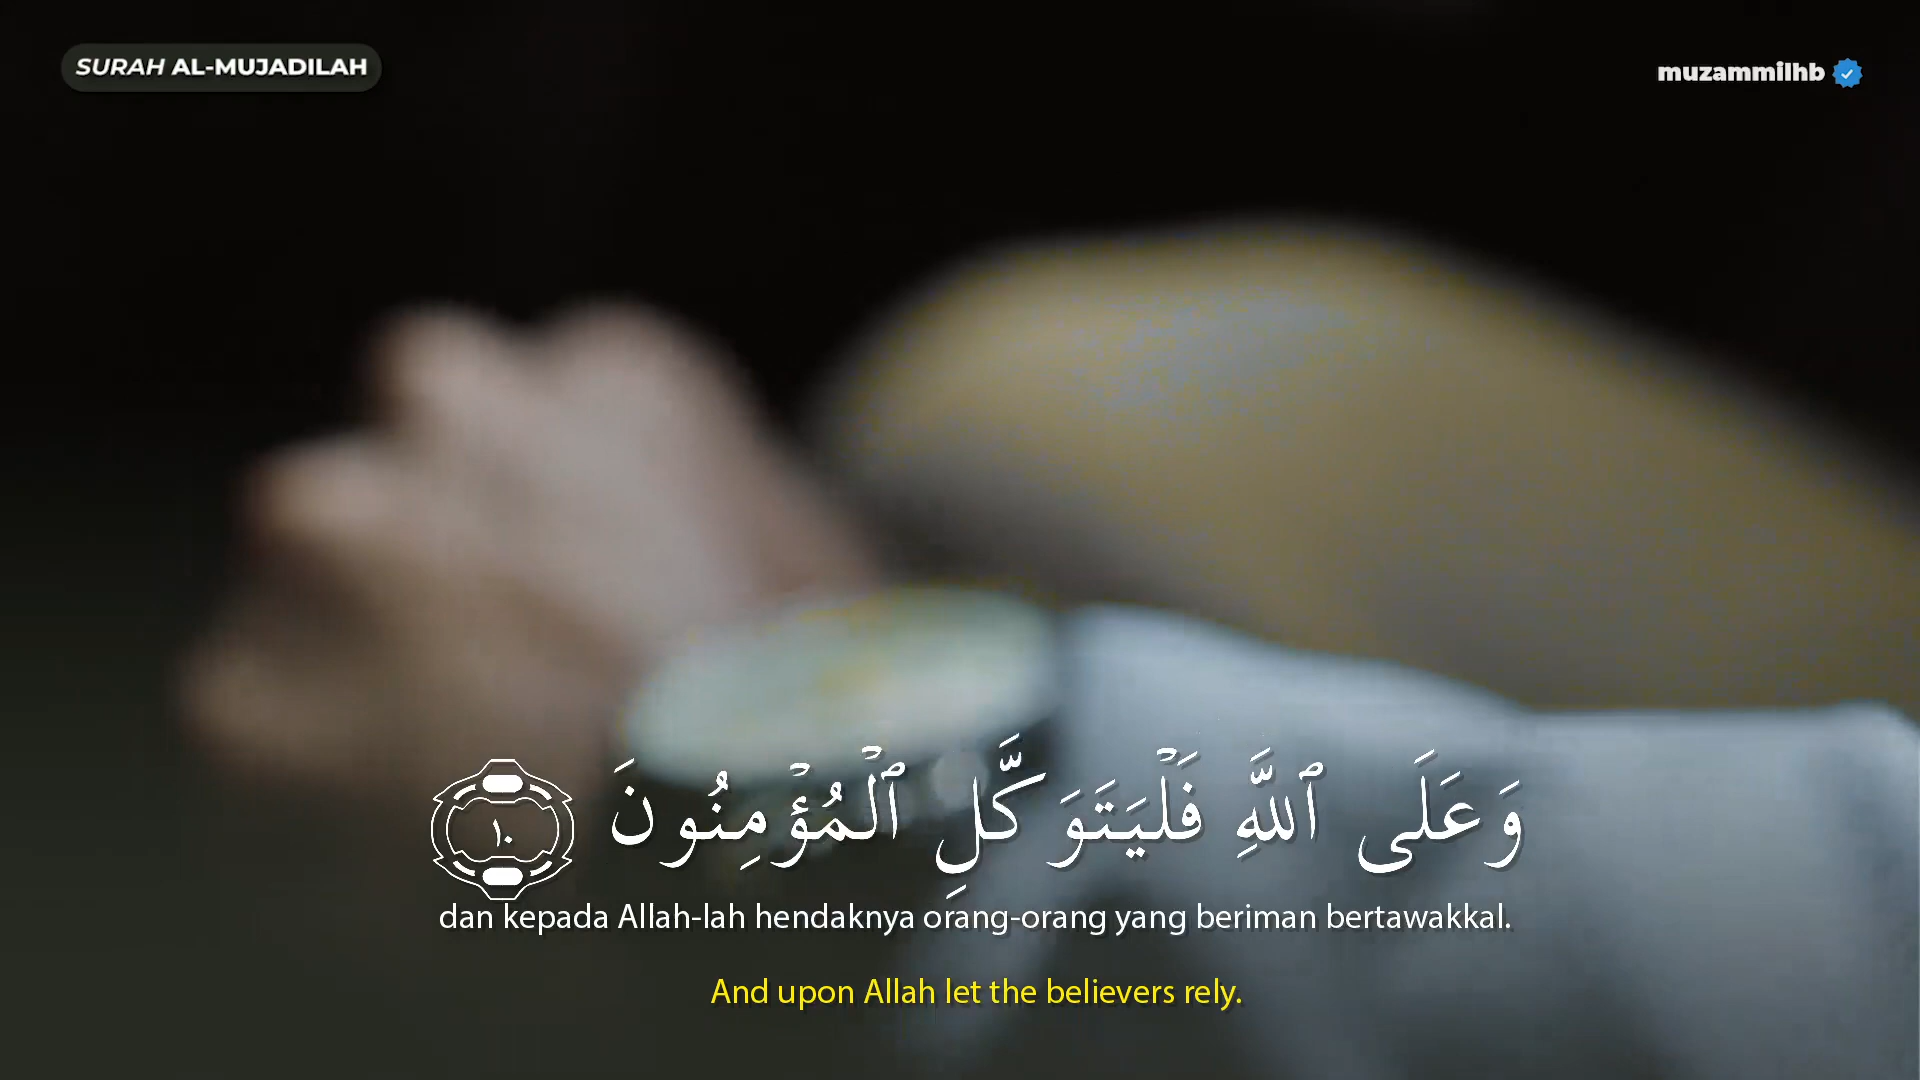 SURAH AL-MUJADILAH
muzammilhb
وَعَلَى ٱللَّهِ فَلْيَتَوَكَّلِ ٱلْمُؤْمِنُونَ ١٠
dan kepada Allah-lah hendaknya orang-orang yang beriman bertawakkal.
And upon Allah let the believers rely.